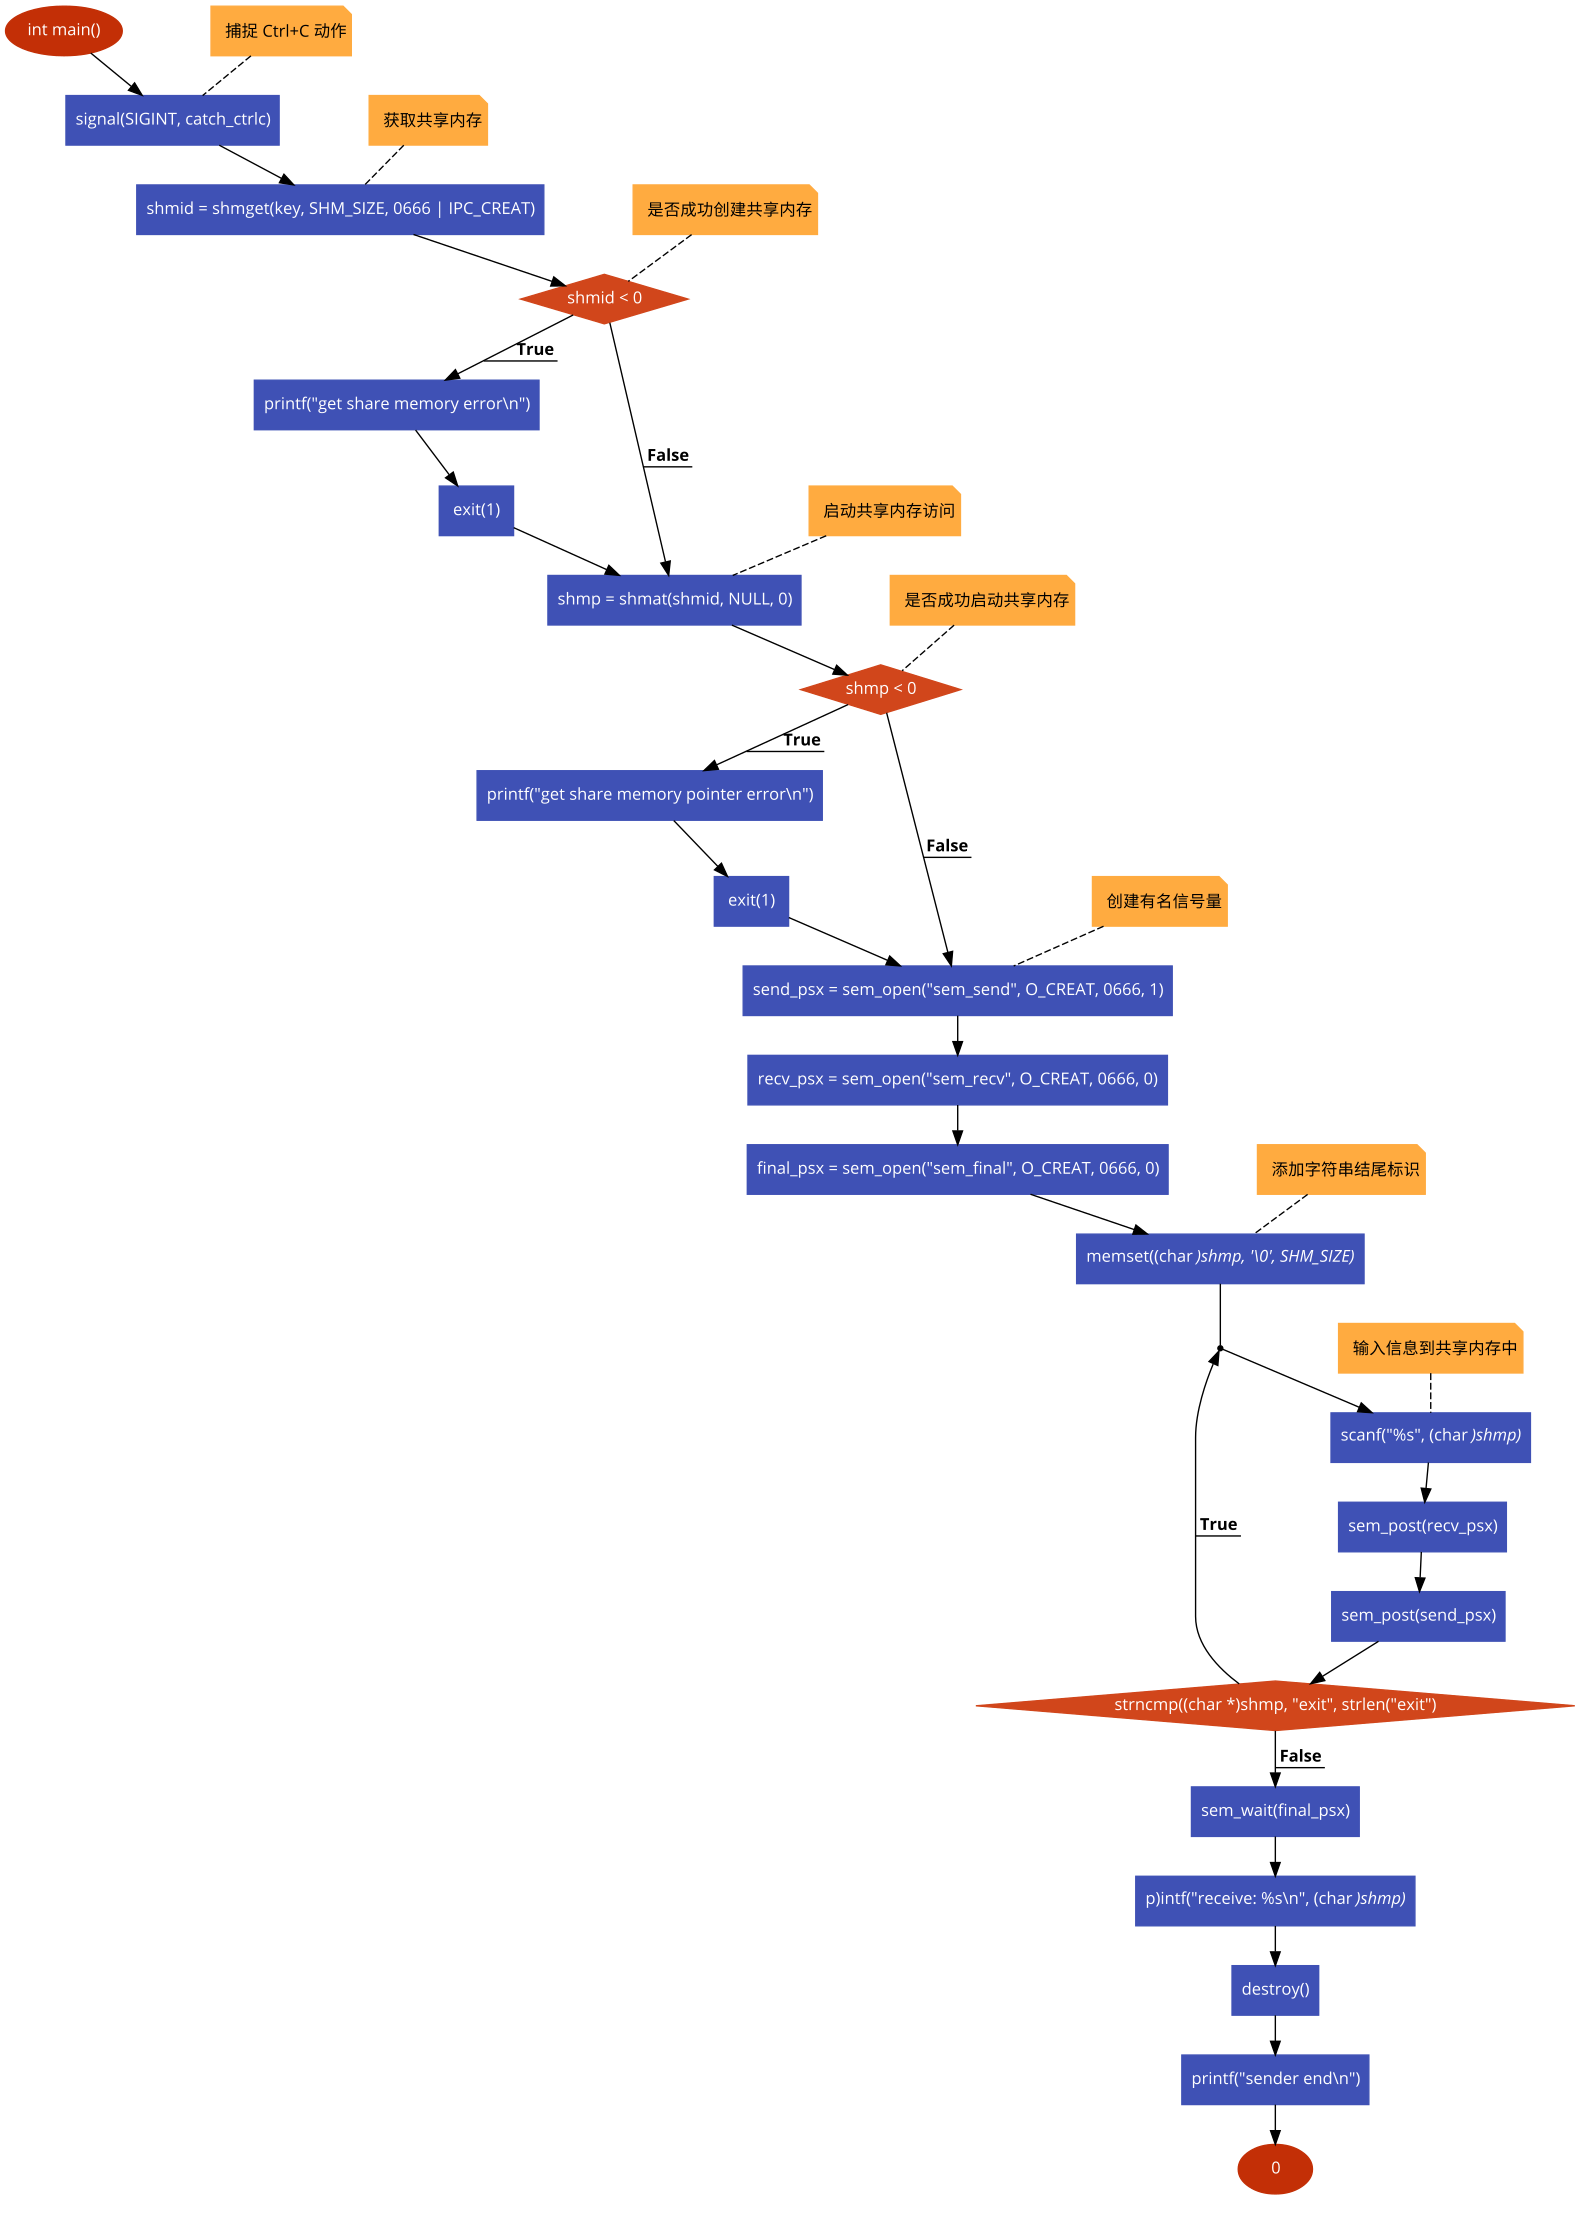 int main()
捕捉 Ctrl+C 动作
signal(SIGINT, catch_ctrlc)
获取共享内存
shmid = shmget(key, SHM_SIZE, 0666 | IPC_CREAT)
是否成功创建共享内存
shmid < 0
True
printf("get share memory error\n")
False
exit(1)
启动共享内存访问
shmp = shmat(shmid, NULL, 0)
是否成功启动共享内存
shmp < 0
True
printf("get share memory pointer error\n")
False
exit(1)
创建有名信号量
send_psx = sem_open("sem_send", O_CREAT, 0666, 1)
recv_psx = sem_open("sem_recv", O_CREAT, 0666, 0)
final_psx = sem_open("sem_final", O_CREAT, 0666, 0)
添加字符串结尾标识
memset((char )shmp, '\0', SHM_SIZE)
输入信息到共享内存中
scanf("%s", (char )shmp)
True
sem_post(recv_psx)
sem_post(send_psx)
strncmp((char *)shmp, "exit", strlen("exit")
False
sem_wait(final_psx)
p)intf("receive: %s\n", (char )shmp)
destroy()
printf("sender end\n")
0